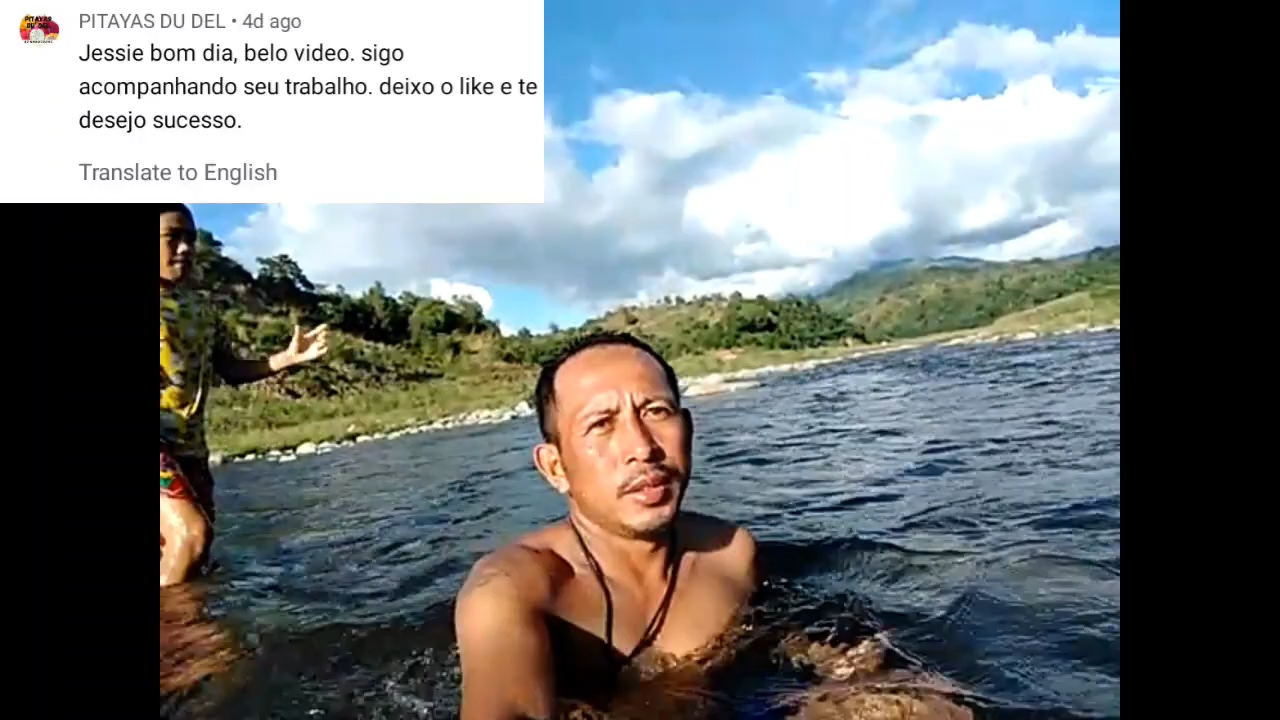 PITAYAS DU DEL • 4d ago
Jessie bom dia, belo video. sigo
acompanhando seu trabalho. deixo o like e te
desejo sucesso.
Translate to English